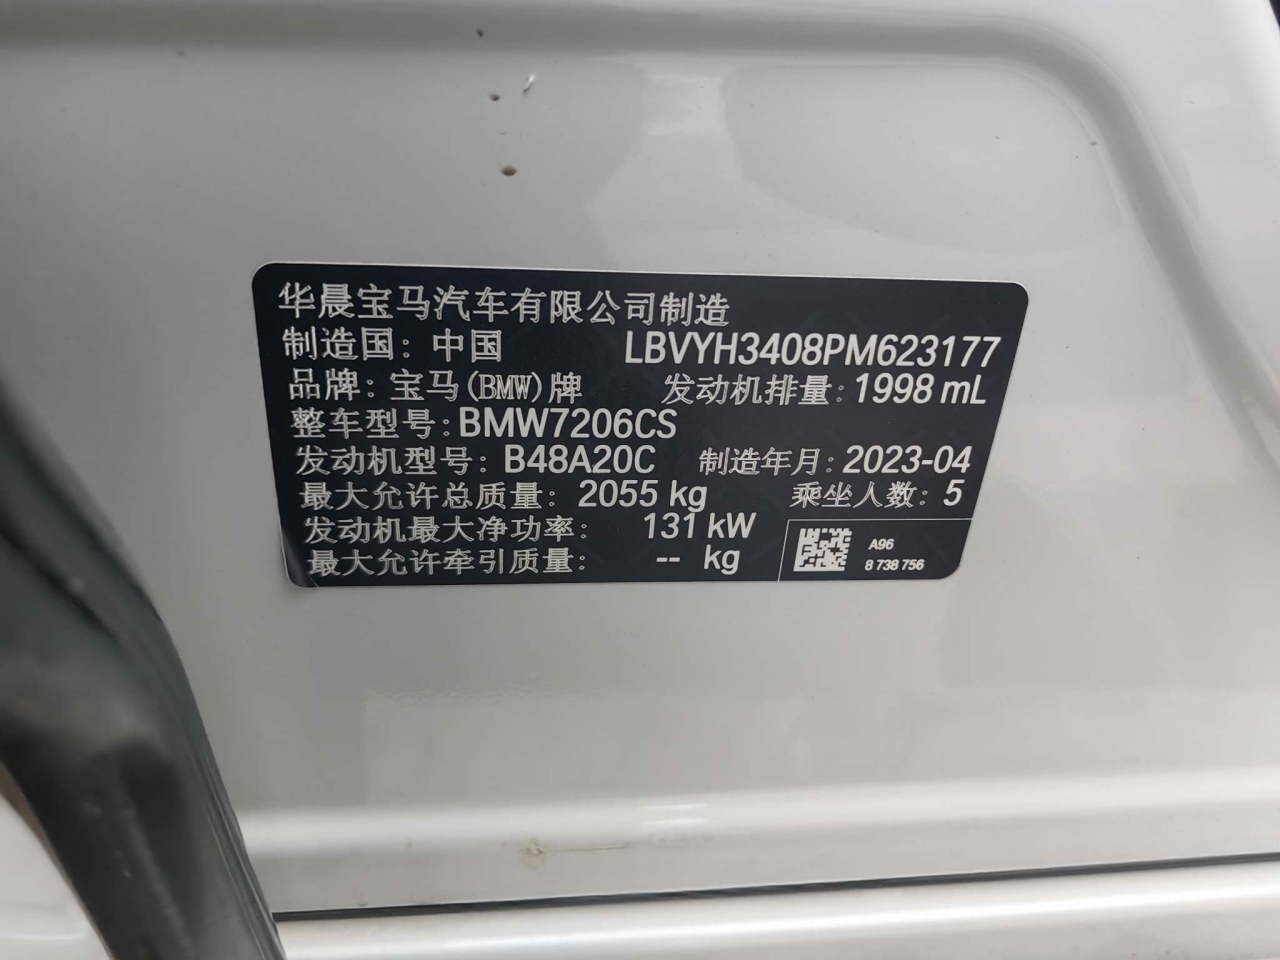 华晨宝马汽车有限公司制造
制造国：中国 LBVYH3408PM623177
品牌：宝马(BMW)牌 发动机排量：1998 mL
整车型号：BMW7206CS
发动机型号：B48A20C 制造年月：2023-04
最大允许总质量：2055 kg 乘坐人数：5
发动机最大净功率：131 kW
最大允许牵引质量：-- kg
A96
8 738 756